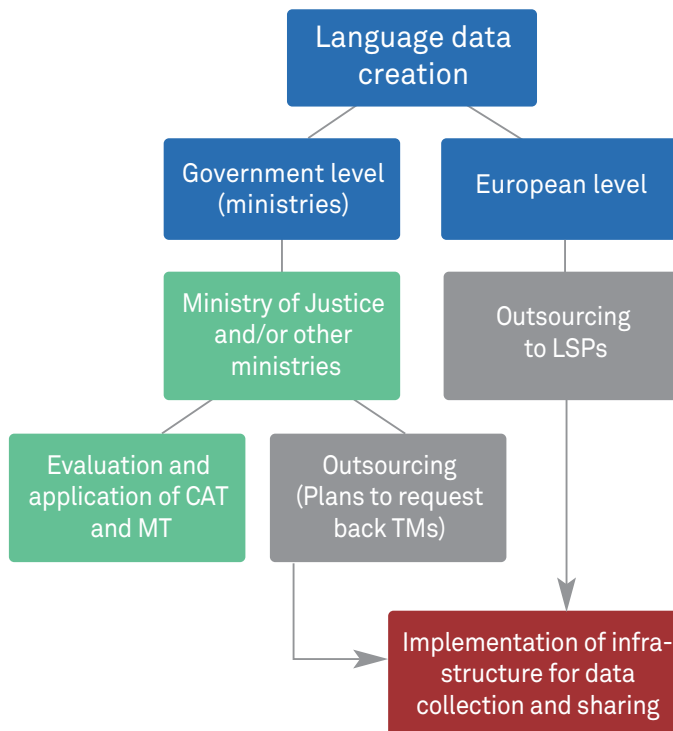 Language data
creation
Government level
(ministries)
European level
Ministry of Justice
and/or other
ministries
Outsourcing
to LSPs
Evaluation and
application of CAT
and MT
Outsourcing
(Plans to request
back TMs)
Implementation of infra-
structure for data
collection and sharing